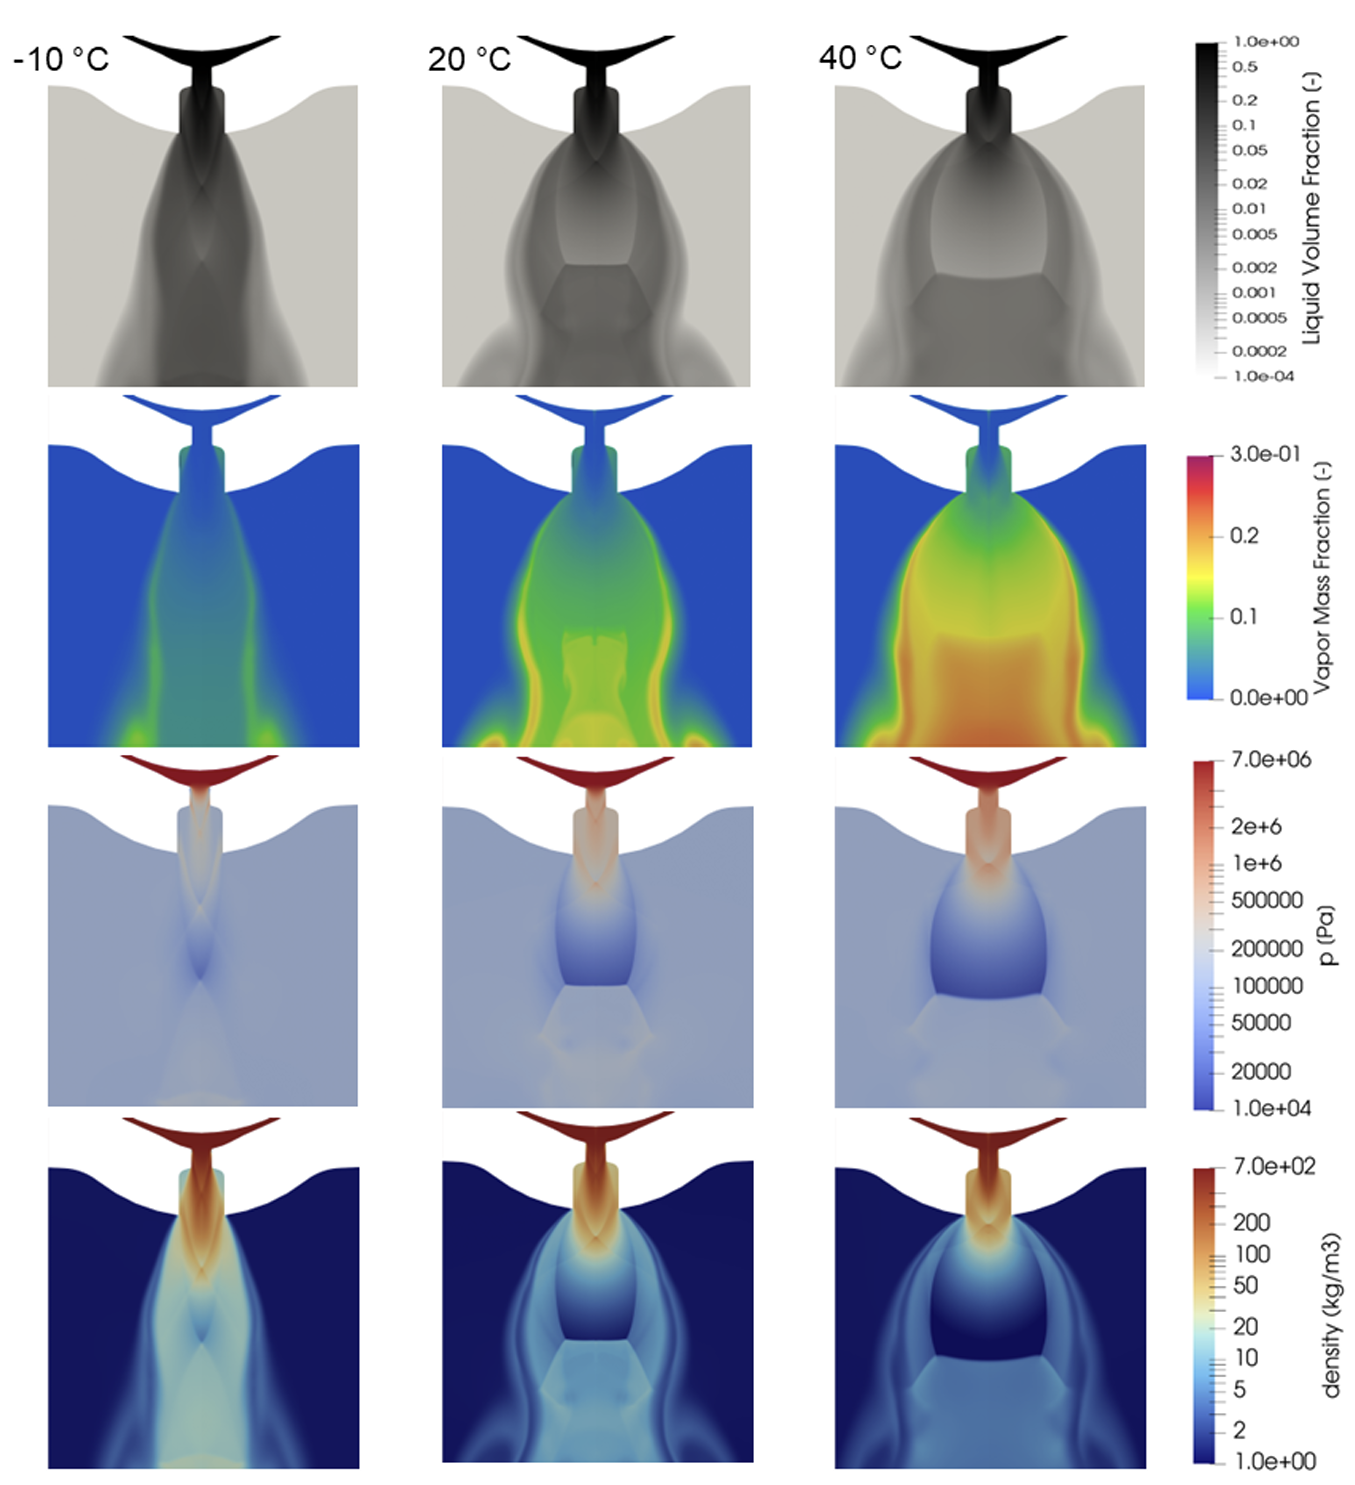 -10 °C
20 °C
40 °C
1.0e+00
0.5
0.2
0.1
0.05
0.02
0.01
0.005
0.002
0.001
0.0005
0.0002
1.0e-04
Liquid Volume Fraction (-)
3.0e-01
0.2
0.1
0.0e+00
Vapor Mass Fraction (-)
7.0e+06
2e+6
1e+6
500000
200000
100000
50000
20000
1.0e+04
p (Pa)
7.0e+02
200
100
50
20
10
5
2
1.0e+00
density (kg/m3)